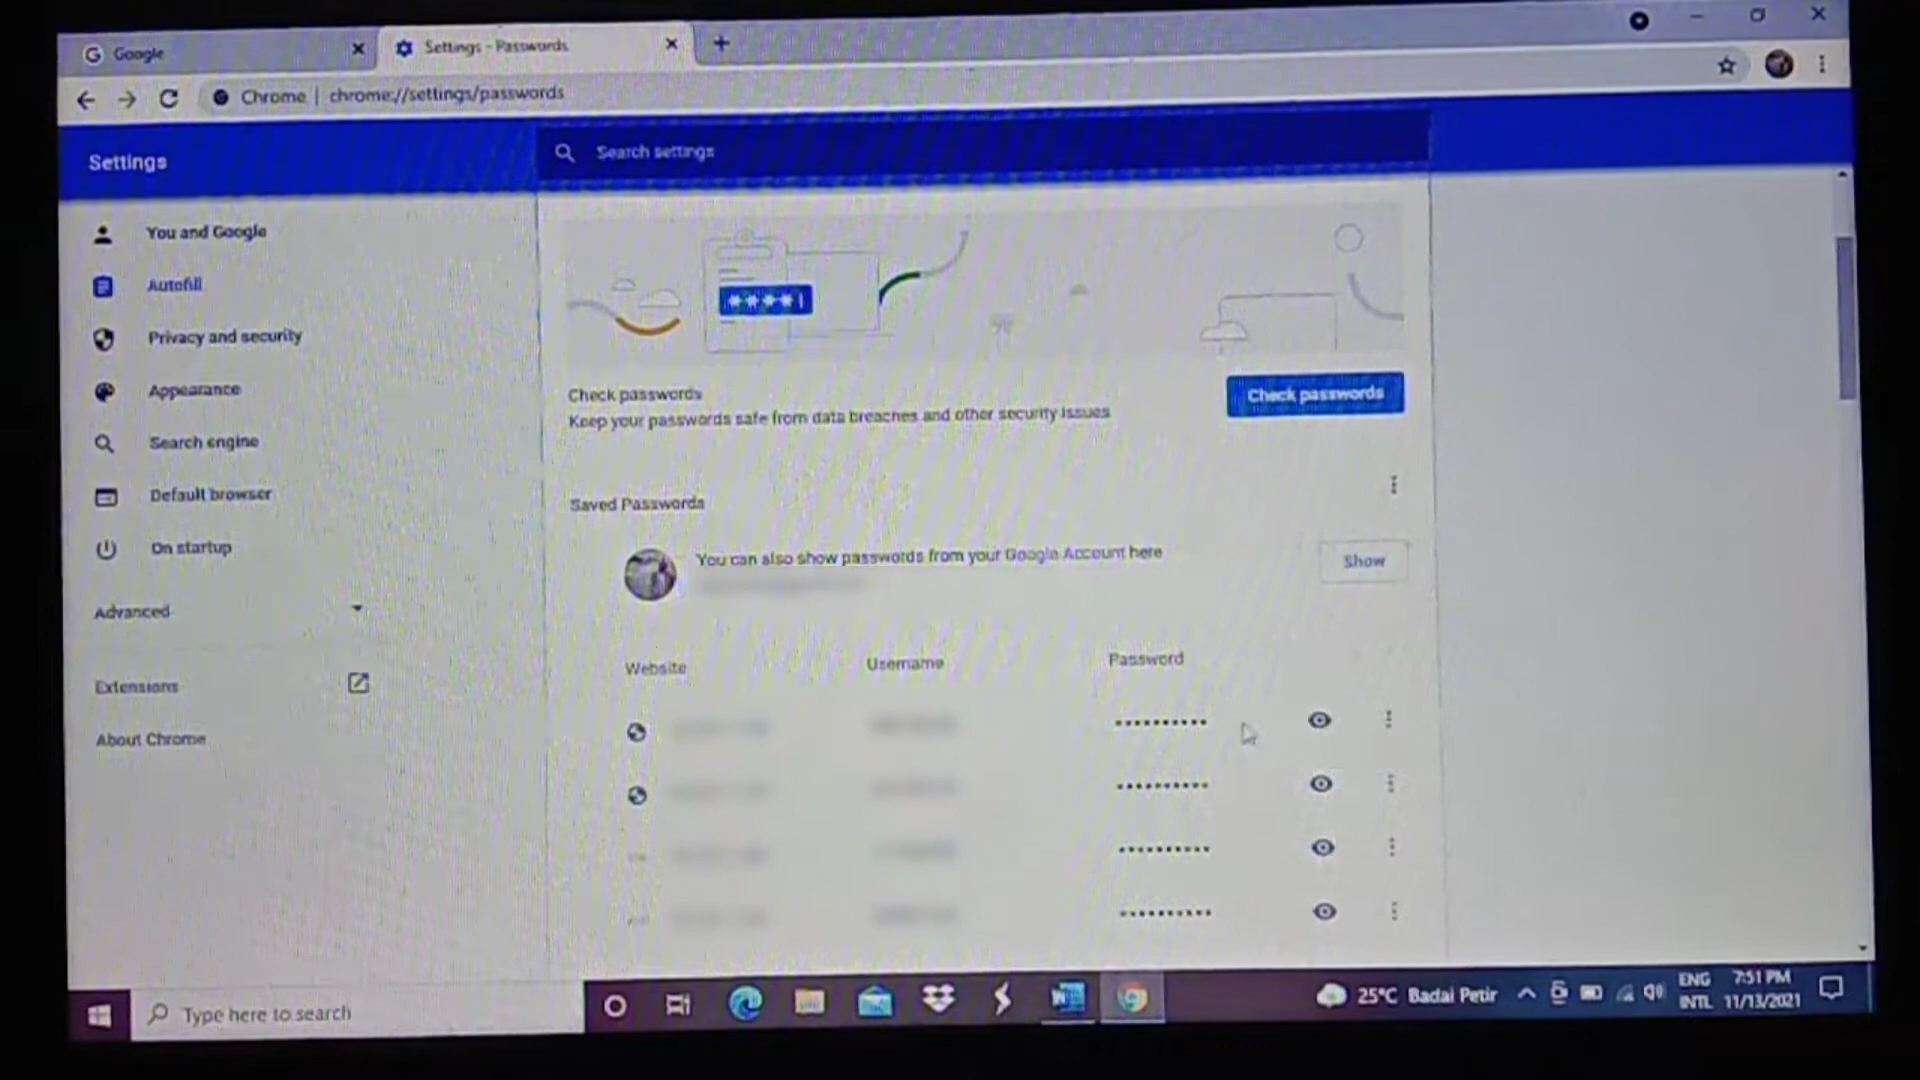 Google
Settings - Passwords
Chrome | chrome://settings/passwords
Settings
Search settings
You and Google
Autofill
Privacy and security
Appearance
Search engine
Default browser
On startup
Advanced
Extensions
About Chrome
Check passwords
Keep your passwords safe from data breaches and other security issues
Check passwords
Saved Passwords
You can also show passwords from your Google Account here
Show
Website Username Password
Type here to search
25°C Badai Petir
ENG
INTL
7:51 PM
11/13/2021